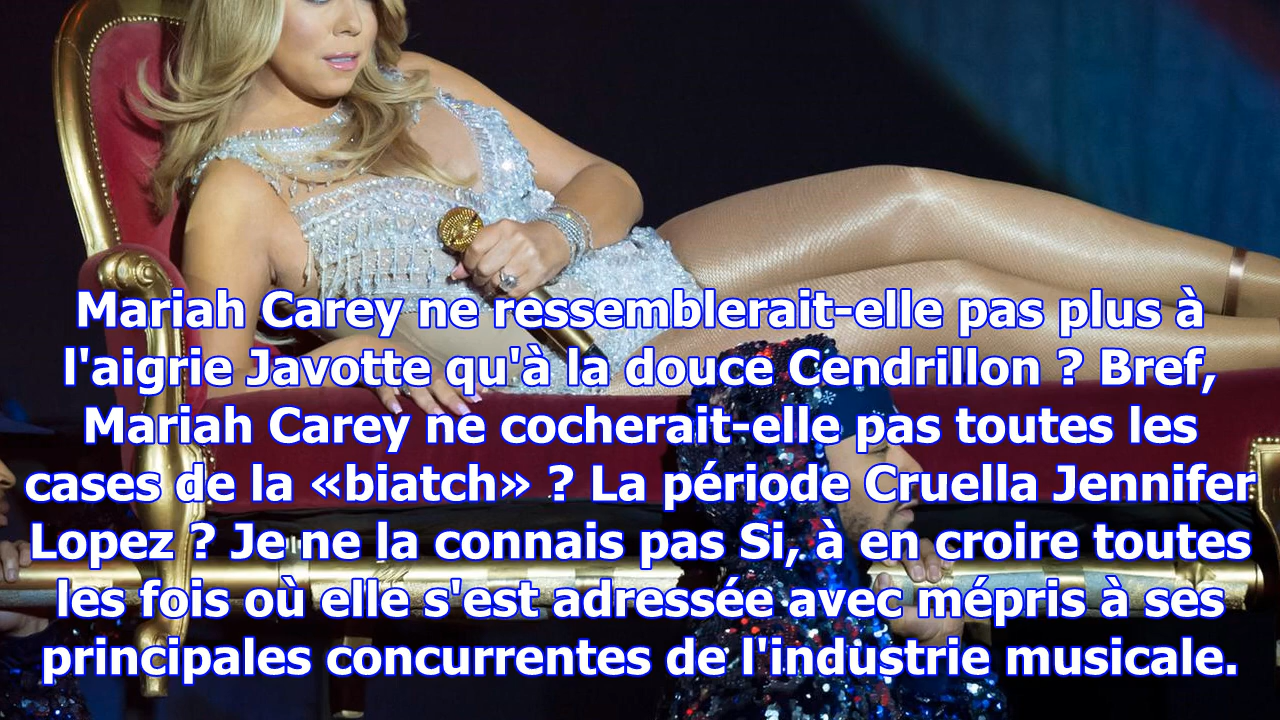 Mariah Carey ne ressemblerait-elle pas plus à
l'aigrie Javotte qu'à la douce Cendrillon ? Bref,
Mariah Carey ne cocherait-elle pas toutes les
cases de la «biatch» ? La période Cruella Jennifer
Lopez ? Je ne la connais pas Si, à en croire toutes
les fois où elle s'est adressée avec mépris à ses
principales concurrentes de l'industrie musicale.